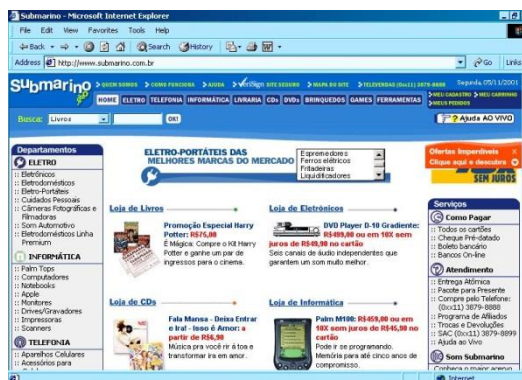 Submarino - Microsoft Internet Explorer
File Edit View Favorites Tools Help
Back Search History
Address http://www.submarino.com.br Go Links
Submarino
QUEM SOMOS COMO FUNCIONA AJUDA VeriSign SITE SEGURO MAPA DO SITE TELEVENDAS (0xx11) 3879-8888 Segunda, 05/11/2001
HOME ELETRO TELEFONIA INFORMÁTICA LIVRARIA CDs DVDs BRINQUEDOS GAMES FERRAMENTAS
MEU CADASTRO MEU CARRINHO
MEUS PEDIDOS
Busca: Livros OK! ? Ajuda AO VIVO
Departamentos
ELETRO
:: Eletrônicos
:: Eletrodomésticos
:: Eletro-Portáteis
:: Cuidados Pessoais
:: Câmeras Fotográficas e
Filmadoras
:: Som Automotivo
:: Eletrodomésticos Linha
Premium
INFORMÁTICA
:: Palm Tops
:: Computadores
:: Notebooks
:: Apple
:: Monitores
:: Drives/Gravadores
:: Impressoras
:: Scanners
TELEFONIA
:: Aparelhos Celulares
:: Acessórios para
ELETRO-PORTÁTEIS DAS
MELHORES MARCAS DO MERCADO
Espremedores
Ferros elétricos
Fritadeiras
Liquidificadores
Loja de Livros
Promoção Especial Harry
Potter: R$75,00
É Mágica: Compre o Kit Harry
Potter e ganhe um par de
ingressos para o cinema.
Loja de Eletrônicos
DVD Player D-10 Gradiente:
R$499,00 ou em 10X sem
juros de R$49,90 no
cartão
Seis canais de áudio independentes que
garantem um som muito melhor.
Loja de CDs
Fala Mansa - Deixa Entrar
e Ira! - Isso é Amor: a
partir de R$6,90
Música pra você rir à toa e
transformar ira em amor.
Loja de Informática
Palm M100: R$459,00 ou em
10X sem juros de R$45,90 no
cartão
Pode ir se programando.
Memória para até cinco anos de
compromisso.
Ofertas Imperdíveis X
Clique aqui e descubra
SEM JUROS
Serviços
Como Pagar
:: Todos os cartões
:: Cheque Pré-datado
:: Boleto bancário
:: Bancos On-line
Atendimento
:: Entrega Atômica
:: Pacote para Presente
:: Compre pelo Telefone:
(0xx11) 3879-8888
:: Programa de Afiliados
:: Trocas e Devoluções
:: SAC (0xx11) 3879-8899
:: Ajuda ao Vivo
Som Submarino
Conheça o maior acervo
Internet